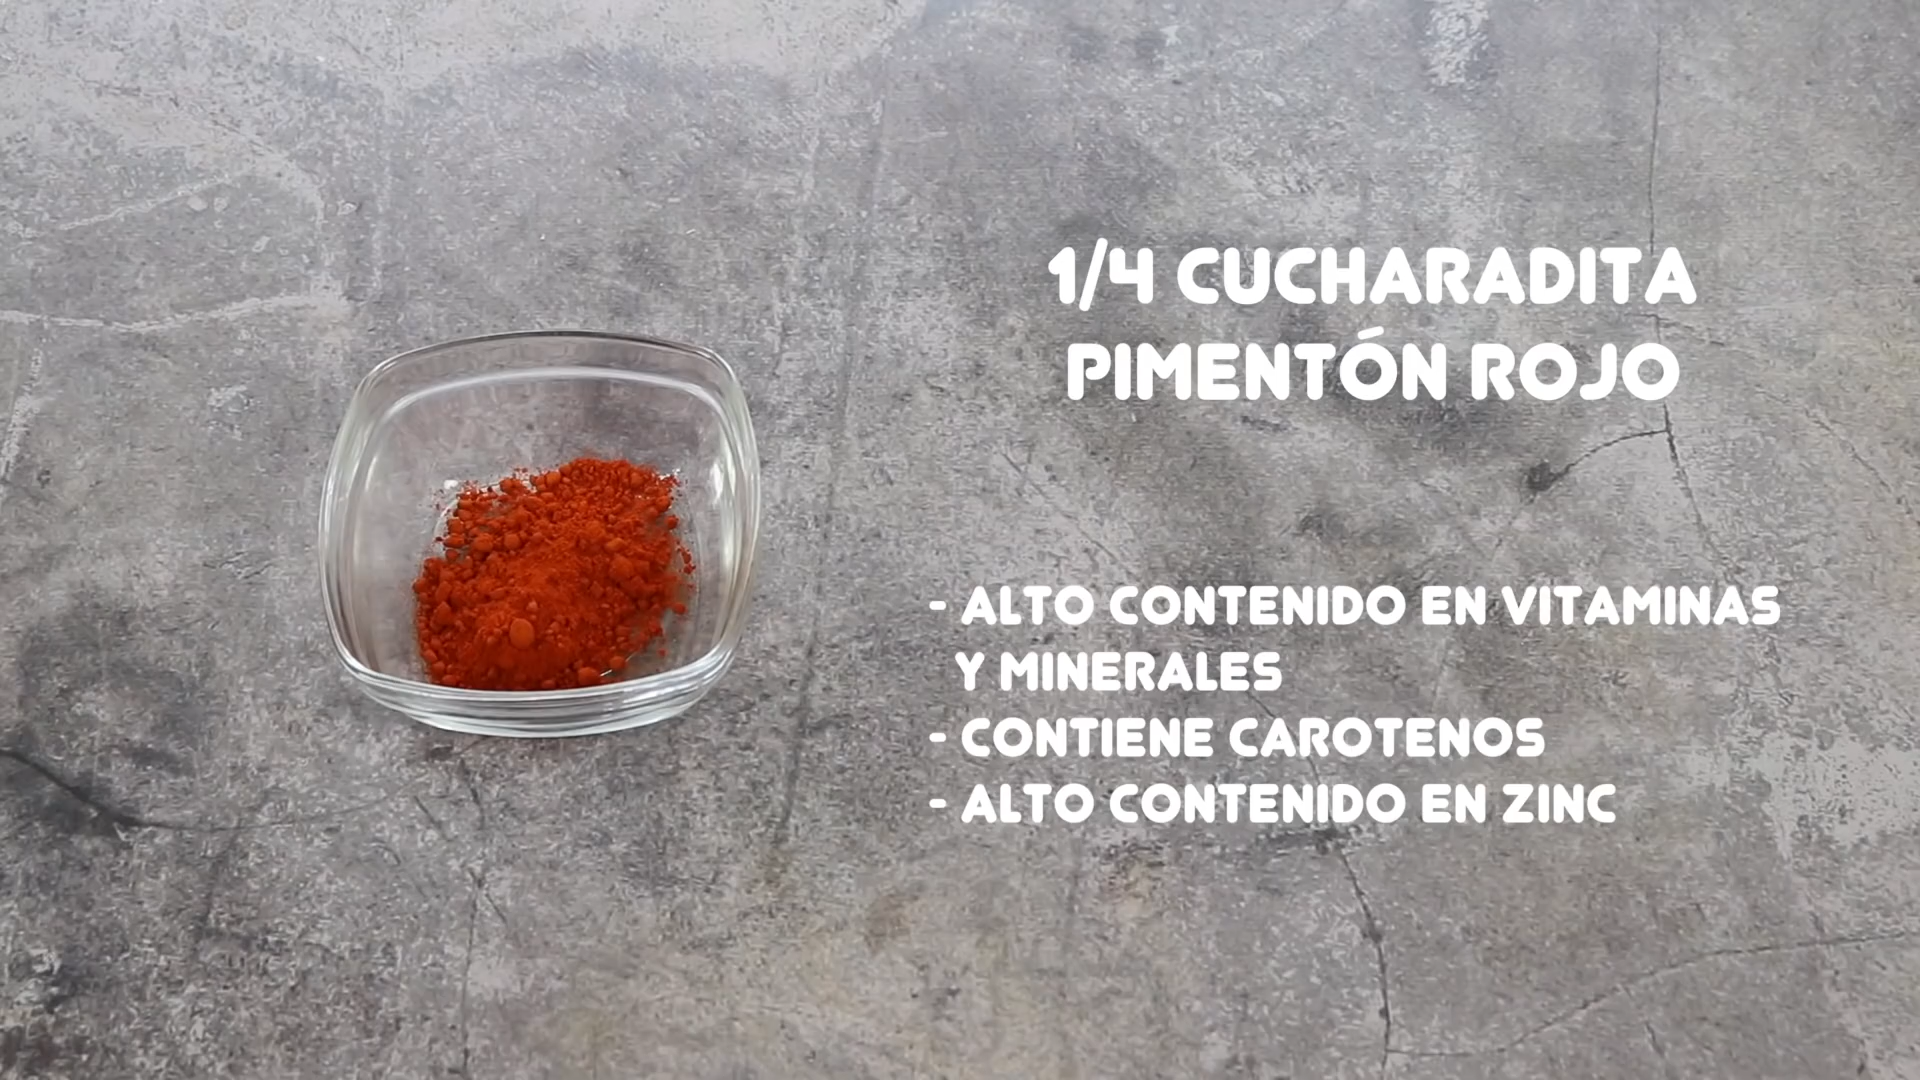 1/4 CUCHARADITA
PIMENTÓN ROJO
- ALTO CONTENIDO EN VITAMINAS
Y MINERALES
- CONTIENE CAROTENOS
- ALTO CONTENIDO EN ZINC